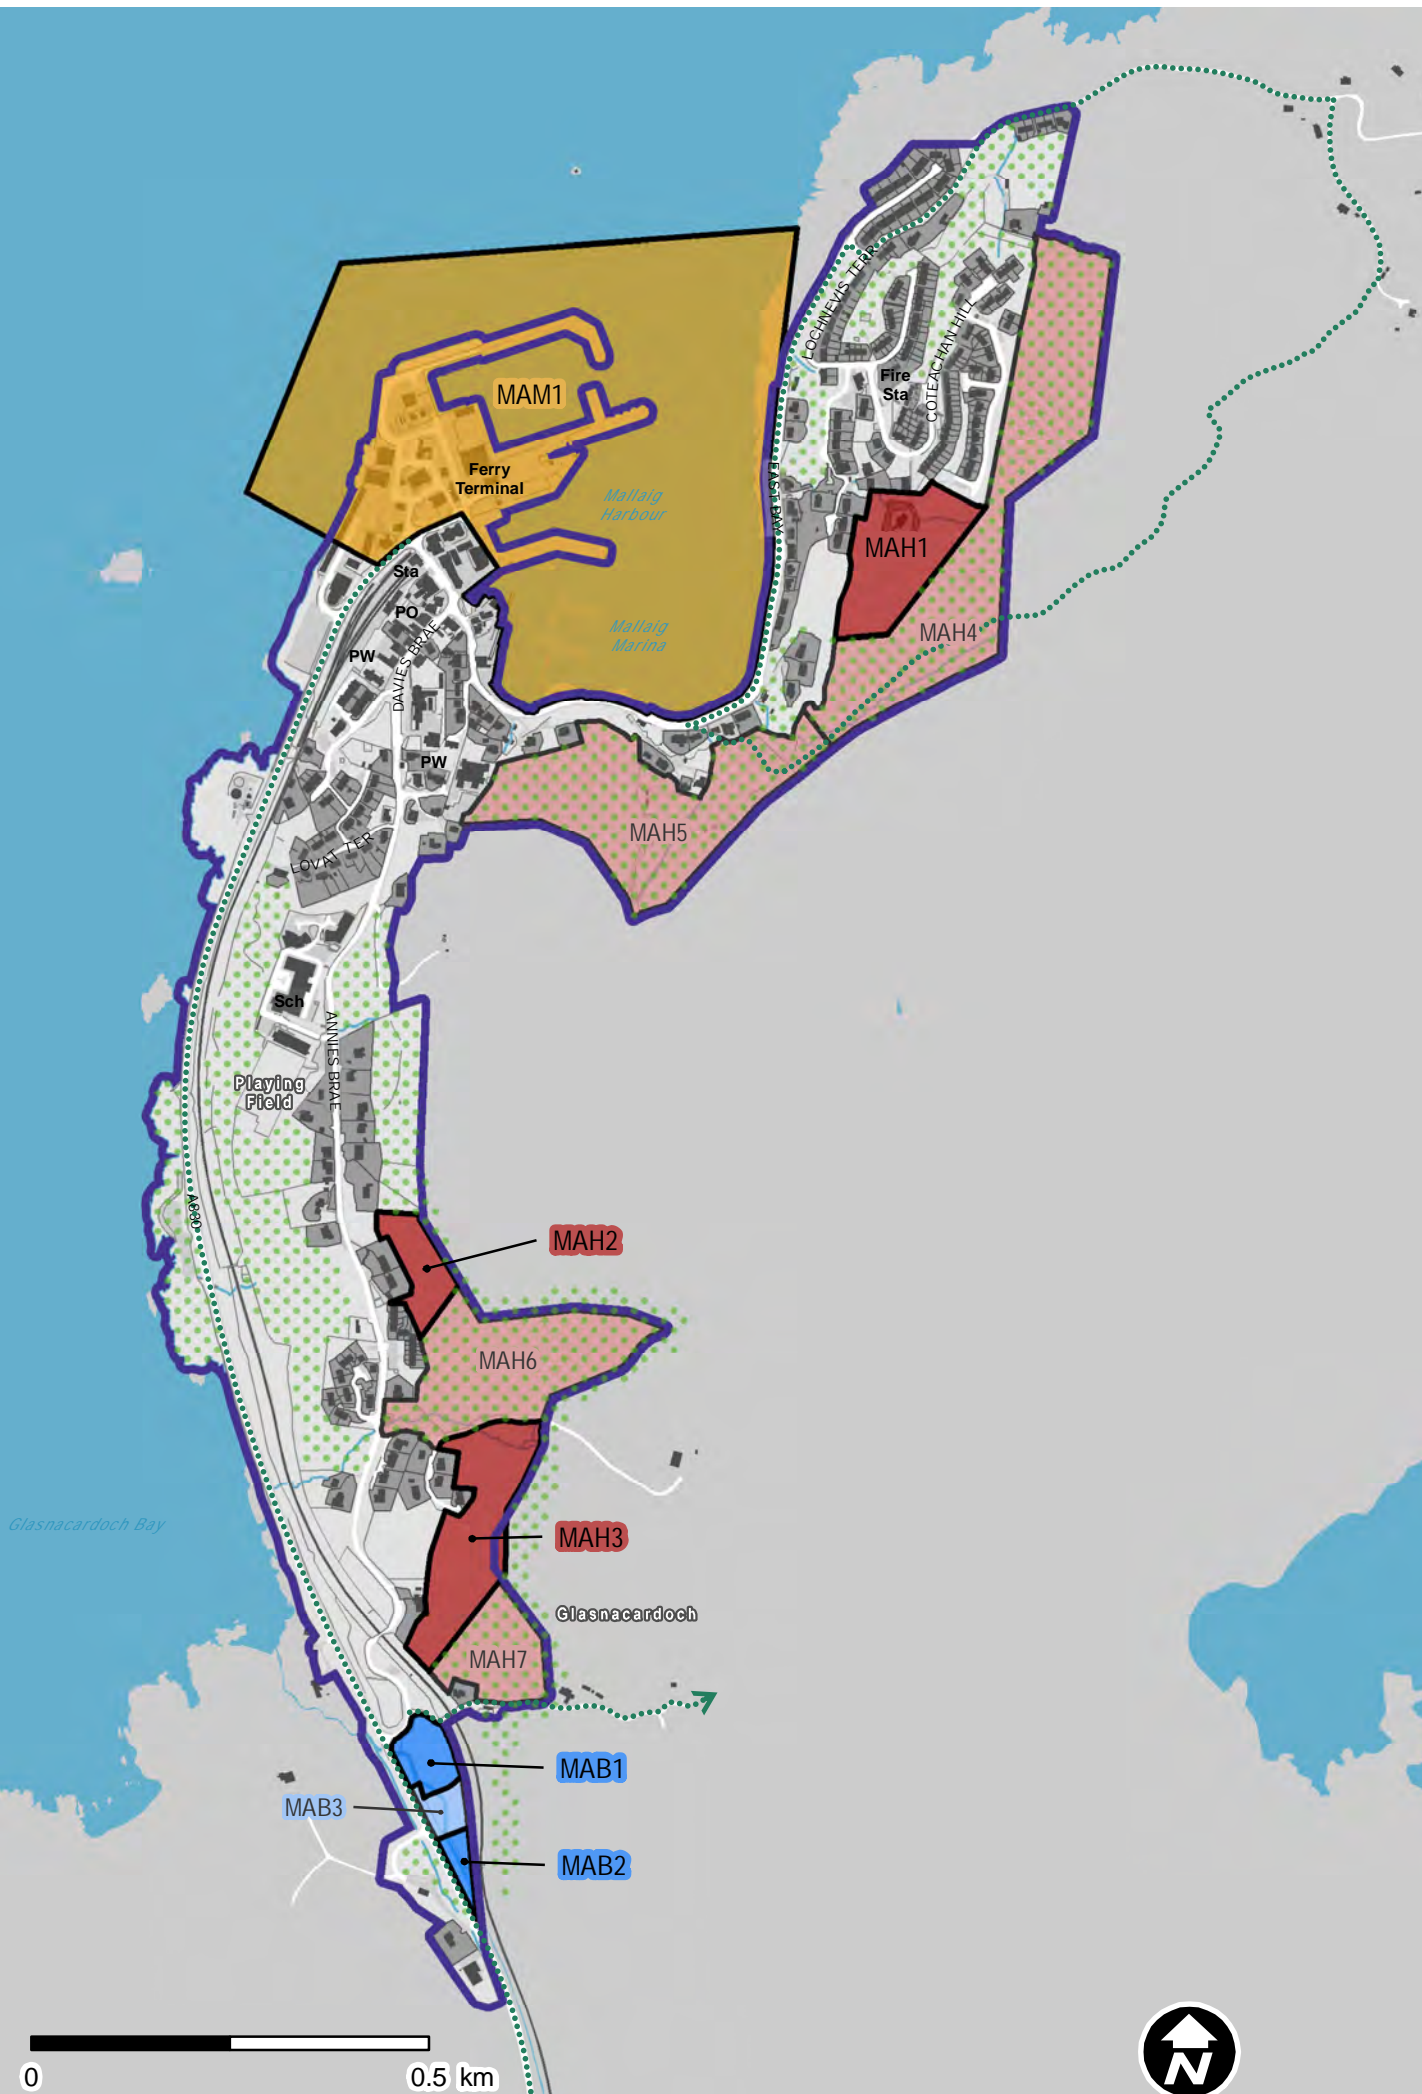 LOCHNEVIS TERR
COTEACHAN HILL
Fire
Sta
MAM1
Ferry
Terminal
EAST BAY
Mallaig
Harbour
MAH1
Sta
PO
Mallaig
Marina
MAH4
PW
DAVIES BRAE
PW
MAH5
LOVAT TER
Sch
ANNIES BRAE
Playing
Field
A830
MAH2
MAH6
Glasnacardoch Bay
MAH3
Glasnacardoch
MAH7
MAB1
MAB3
MAB2
0
0.5 km
N